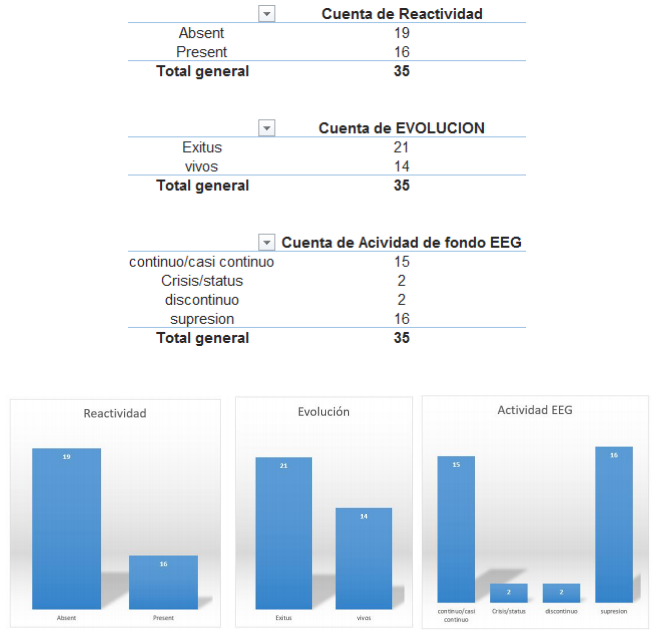 Cuenta de Reactividad
Absent 19
Present 16
Total general 35
Cuenta de EVOLUCION
Exitus 21
vivos 14
Total general 35
Cuenta de Acividad de fondo EEG
continuo/casi continuo 15
Crisis/status 2
discontinuo 2
supresion 16
Total general 35
Reactividad
19
16
Absent Present
Evolución
21
14
Exitus vivos
Actividad EEG
15
2
2
16
continuo/casi continuo Crisis/status discontinuo supresion